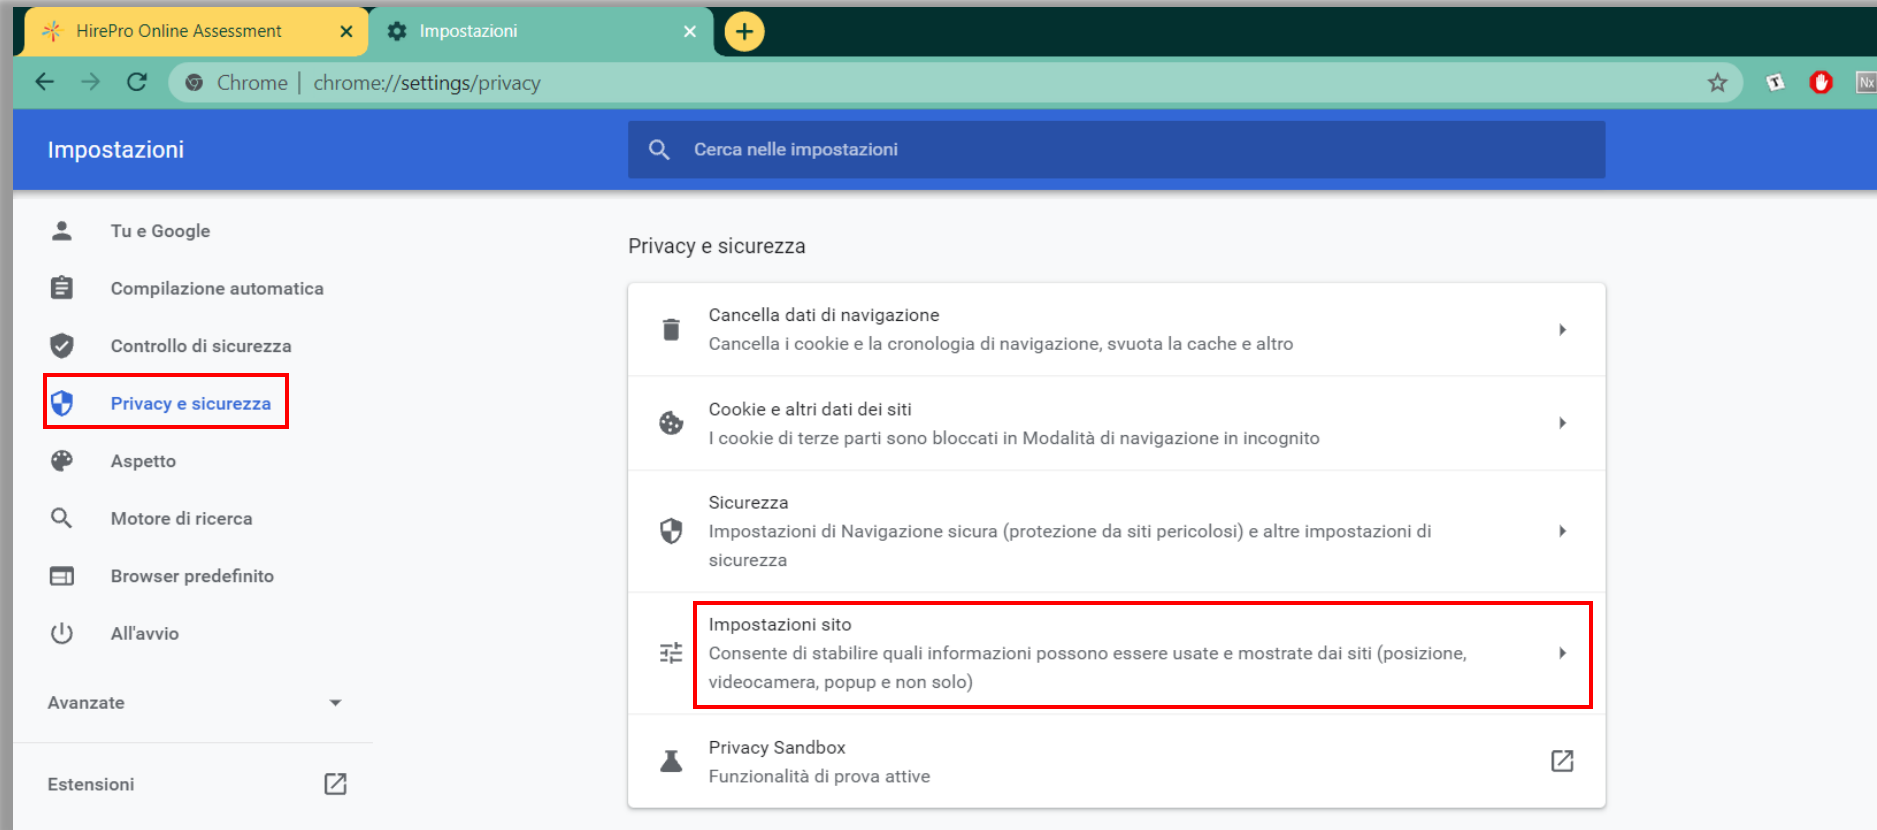 HirePro Online Assessment
Impostazioni
Chrome | chrome://settings/privacy
Nx
Impostazioni
Cerca nelle impostazioni
Tu e Google
Compilazione automatica
Controllo di sicurezza
Privacy e sicurezza
Aspetto
Motore di ricerca
Browser predefinito
All'avvio
Avanzate
Estensioni
Privacy e sicurezza
Cancella dati di navigazione
Cancella i cookie e la cronologia di navigazione, svuota la cache e altro
Cookie e altri dati dei siti
I cookie di terze parti sono bloccati in Modalità di navigazione in incognito
Sicurezza
Impostazioni di Navigazione sicura (protezione da siti pericolosi) e altre impostazioni di
sicurezza
Impostazioni sito
Consente di stabilire quali informazioni possono essere usate e mostrate dai siti (posizione,
videocamera, popup e non solo)
Privacy Sandbox
Funzionalità di prova attive